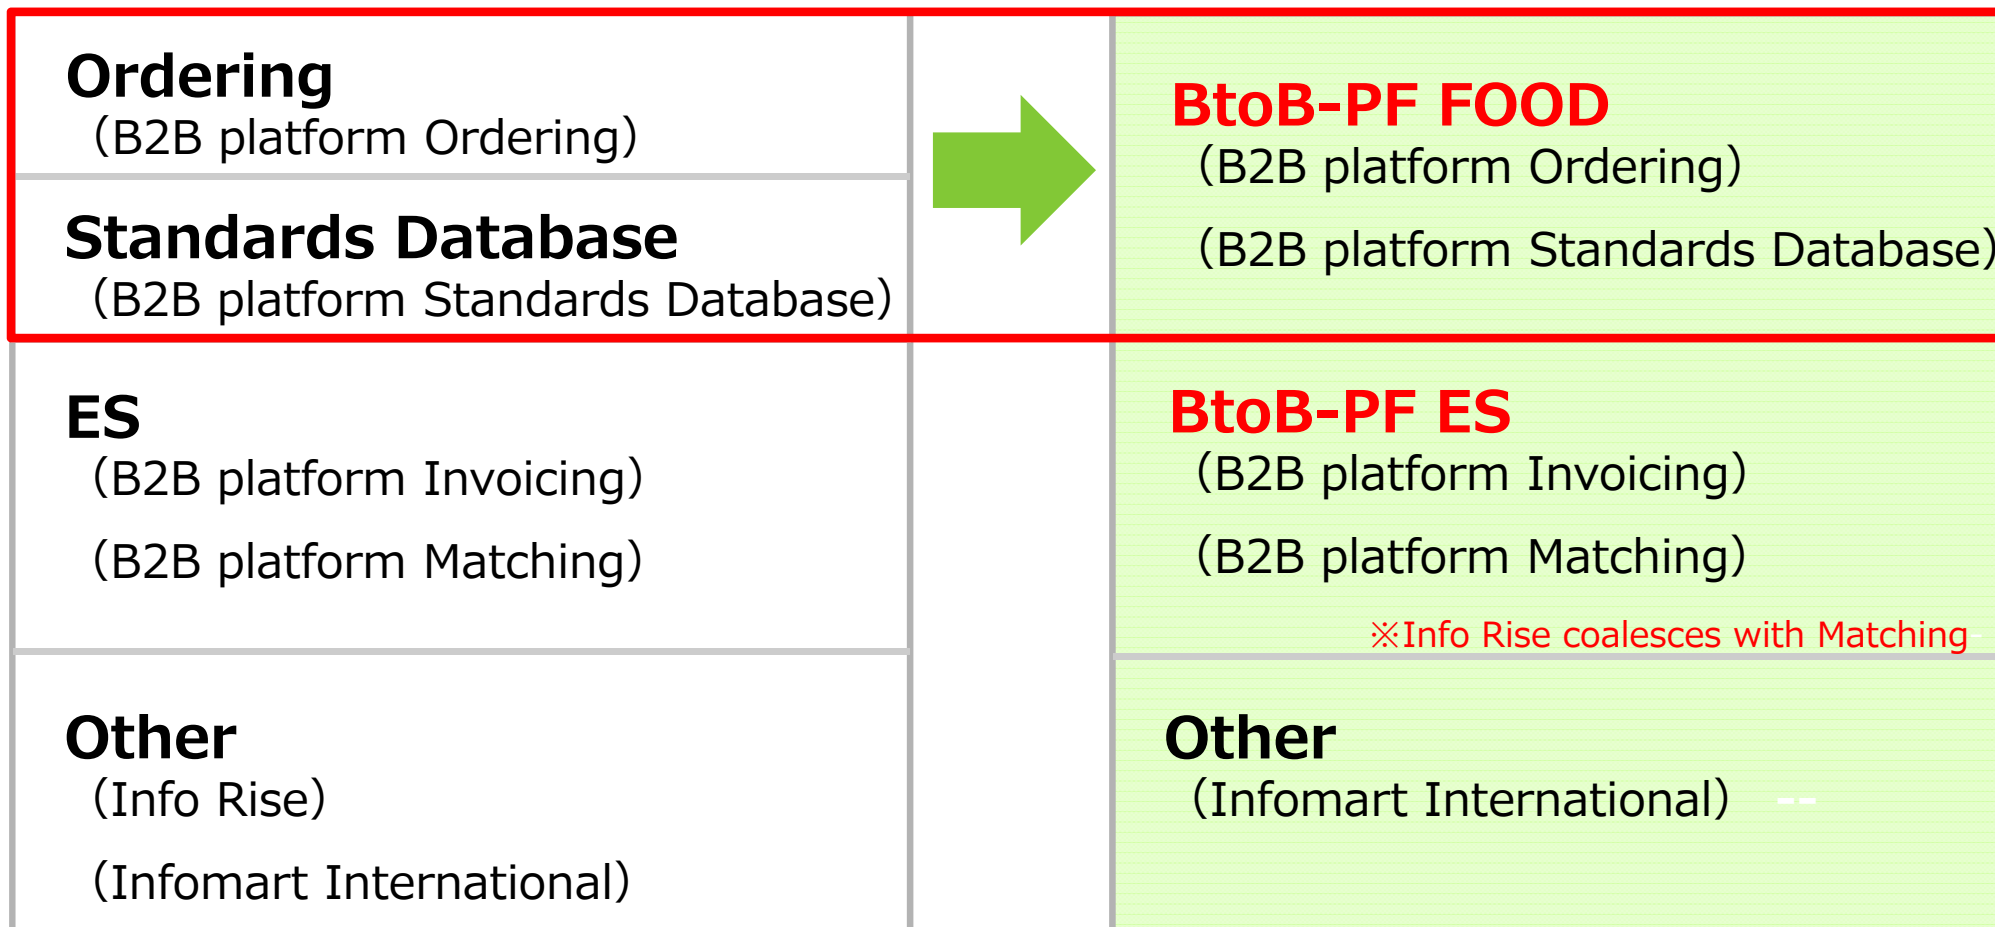 Ordering
（B2B platform Ordering）
Standards Database
（B2B platform Standards Database）
ES
（B2B platform Invoicing）
（B2B platform Matching）
Other
（Info Rise）
（Infomart International）
BtoB-PF FOOD
（B2B platform Ordering）
（B2B platform Standards Database）
BtoB-PF ES
（B2B platform Invoicing）
（B2B platform Matching）
※Info Rise coalesces with Matching-
Other
（Infomart International） --